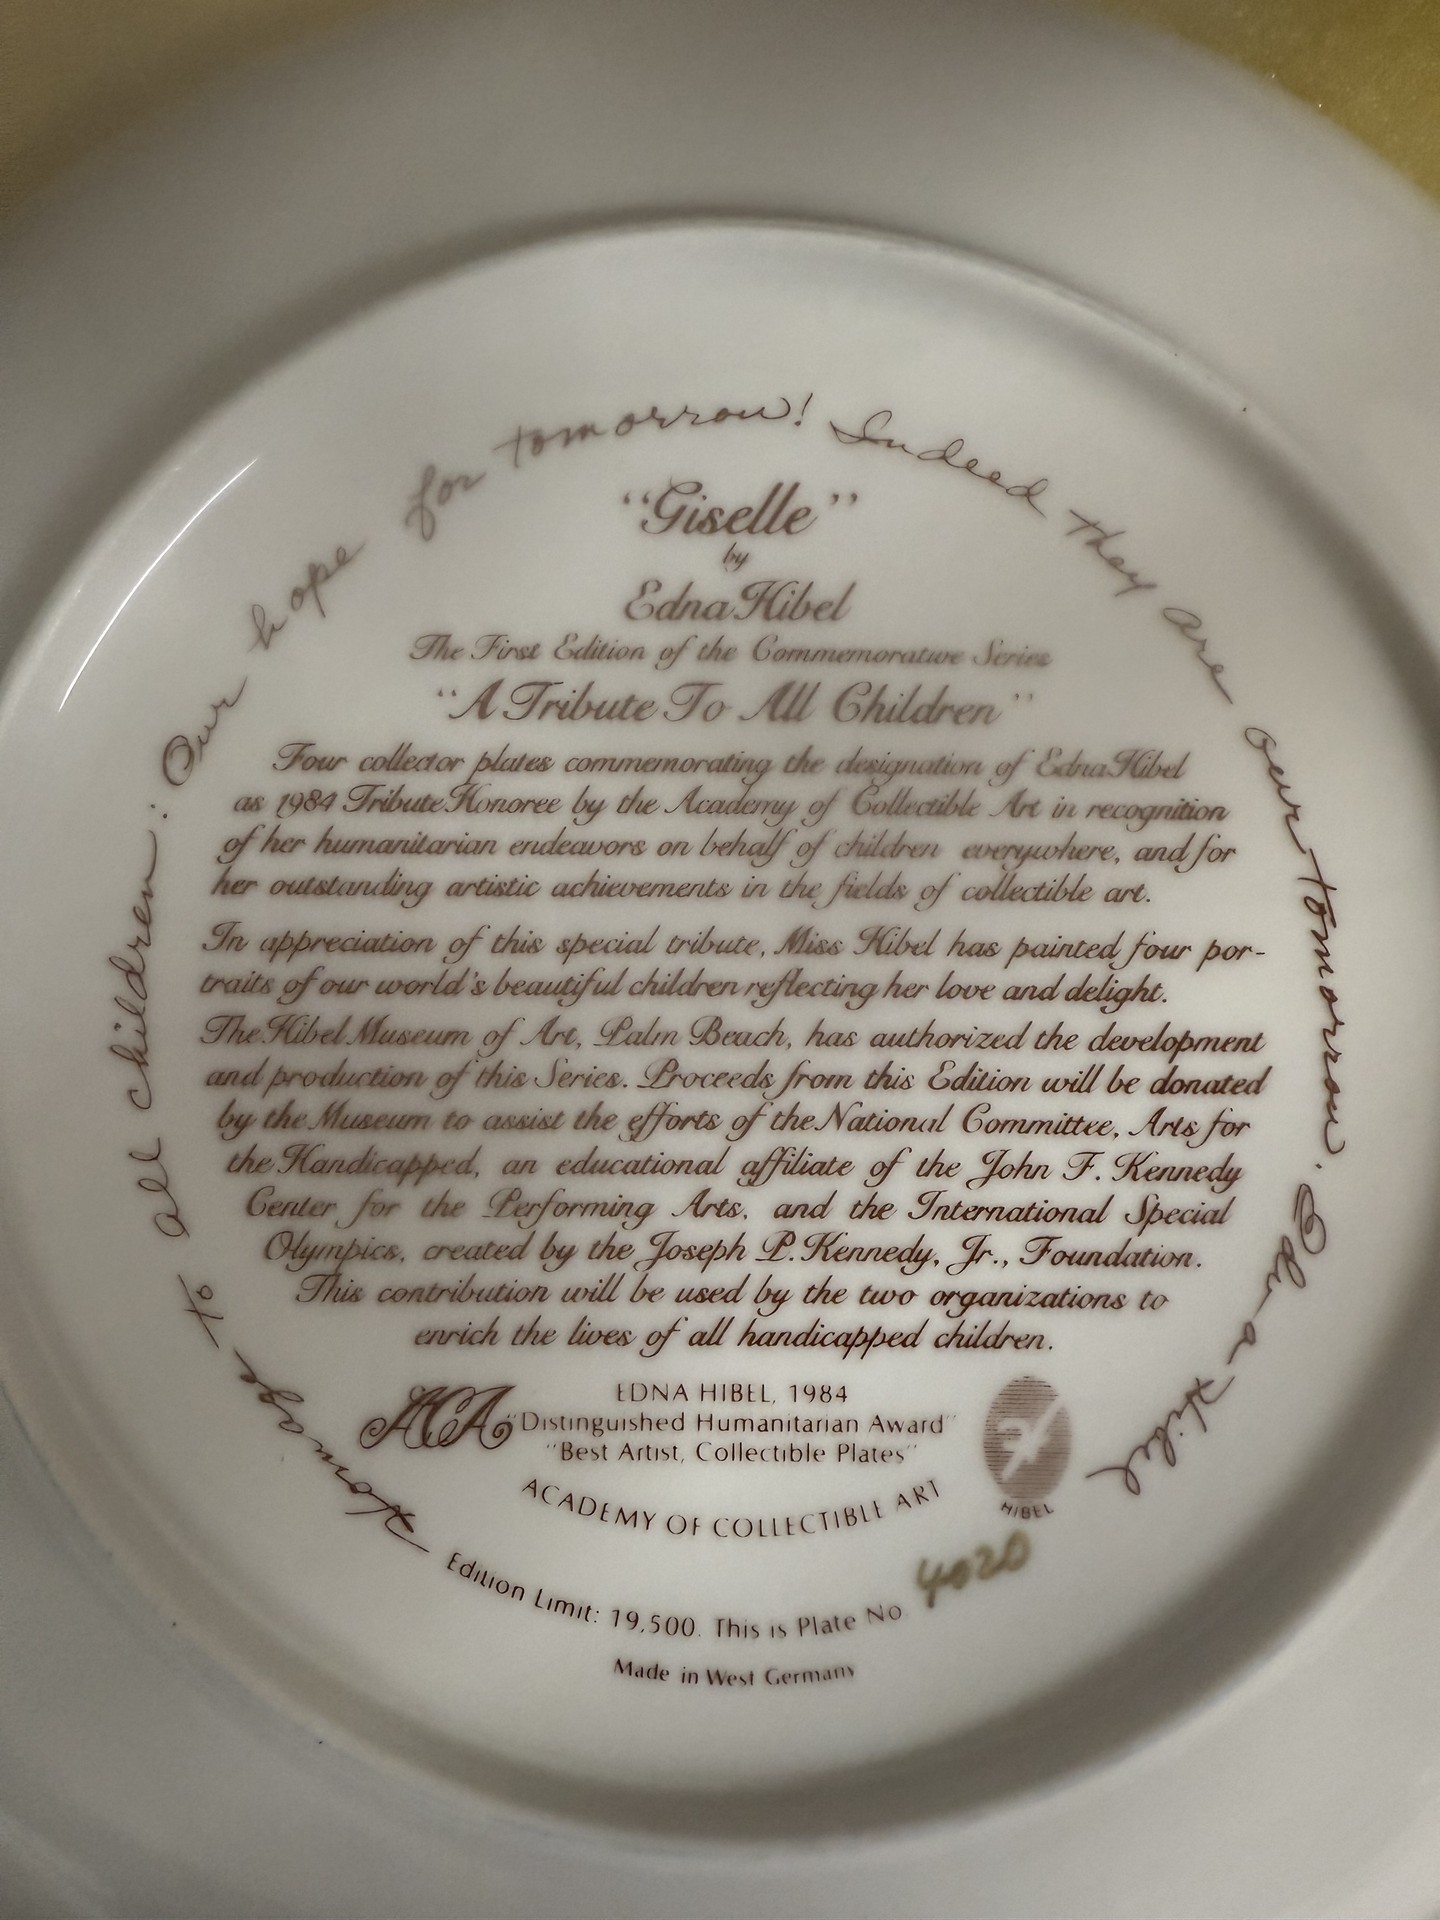 Homage to all children: Our hope for tomorrow! Indeed they are our tomorrow. Edna Hibel
“Giselle”
by
Edna Hibel
The First Edition of the Commemorative Series
“A Tribute To All Children”
Four collector plates commemorating the designation of Edna Hibel
as 1984 Tribute Honoree by the Academy of Collectible Art in recognition
of her humanitarian endeavors on behalf of children everywhere, and for
her outstanding artistic achievements in the fields of collectible art.
In appreciation of this special tribute, Miss Hibel has painted four por-
traits of our world's beautiful children reflecting her love and delight.
The Hibel Museum of Art, Palm Beach, has authorized the development
and production of this Series. Proceeds from this Edition will be donated
by the Museum to assist the efforts of the National Committee, Arts for
the Handicapped, an educational affiliate of the John F. Kennedy
Center for the Performing Arts, and the International Special
Olympics, created by the Joseph P. Kennedy, Jr., Foundation.
This contribution will be used by the two organizations to
enrich the lives of all handicapped children.
ACA
EDNA HIBEL, 1984
“Distinguished Humanitarian Award”
“Best Artist, Collectible Plates”
ACADEMY OF COLLECTIBLE ART
HIBEL
Edition Limit: 19,500. This is Plate No. 4020
Made in West Germany